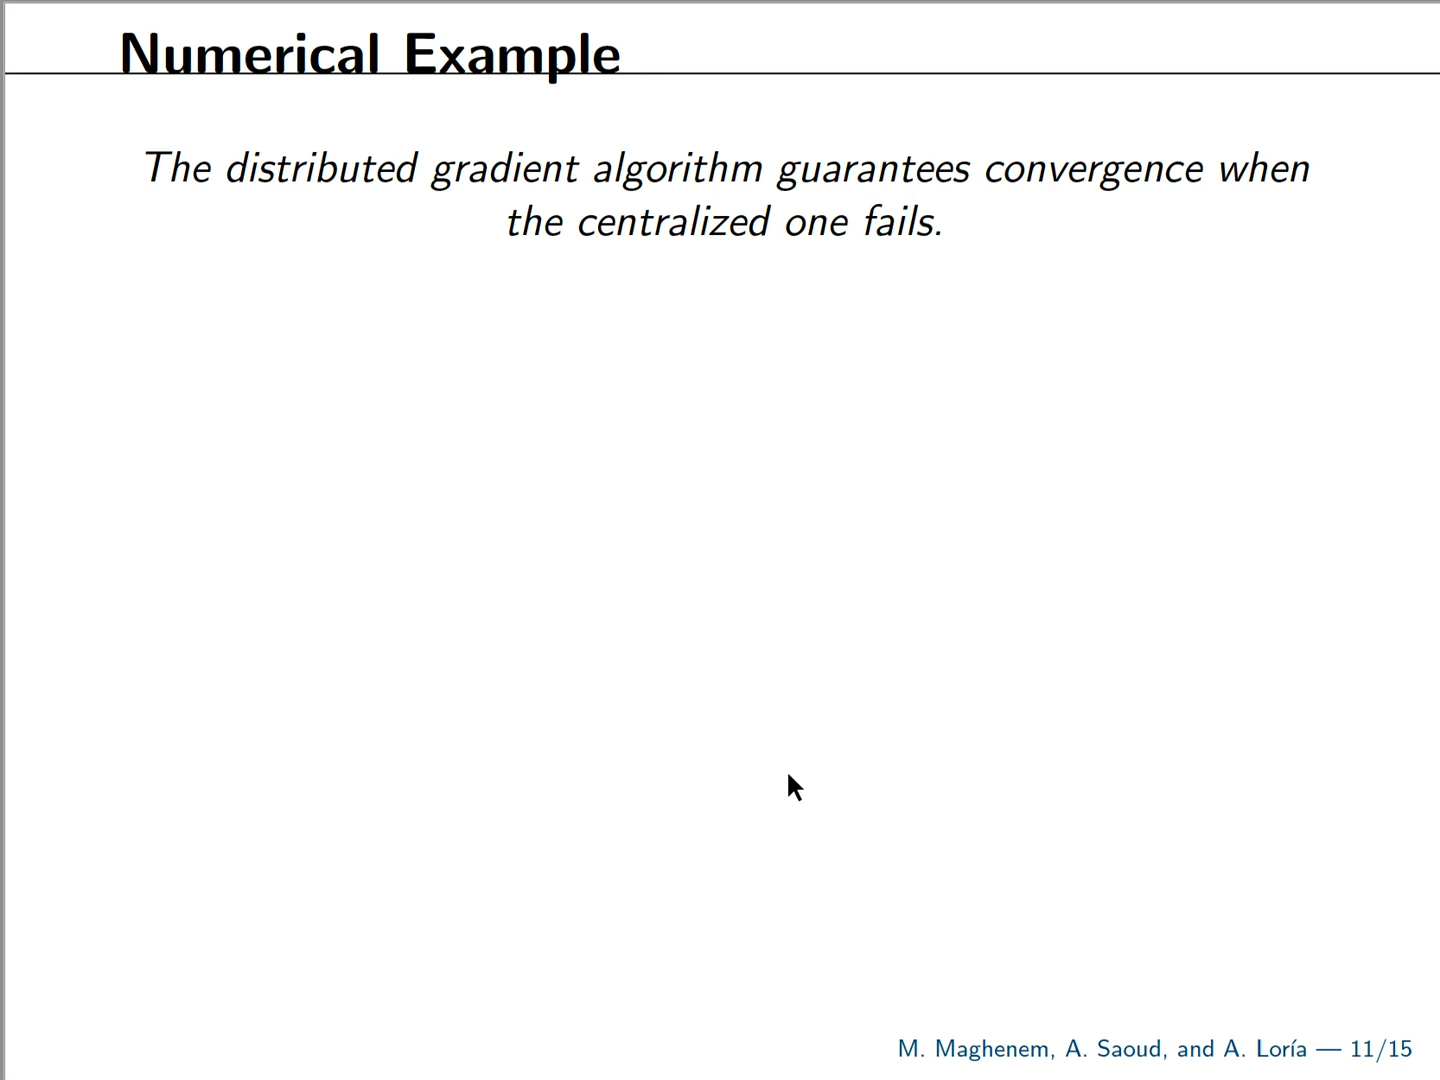 Numerical Example
The distributed gradient algorithm guarantees convergence when
the centralized one fails.
M. Maghenem, A. Saoud, and A. Loría — 11/15